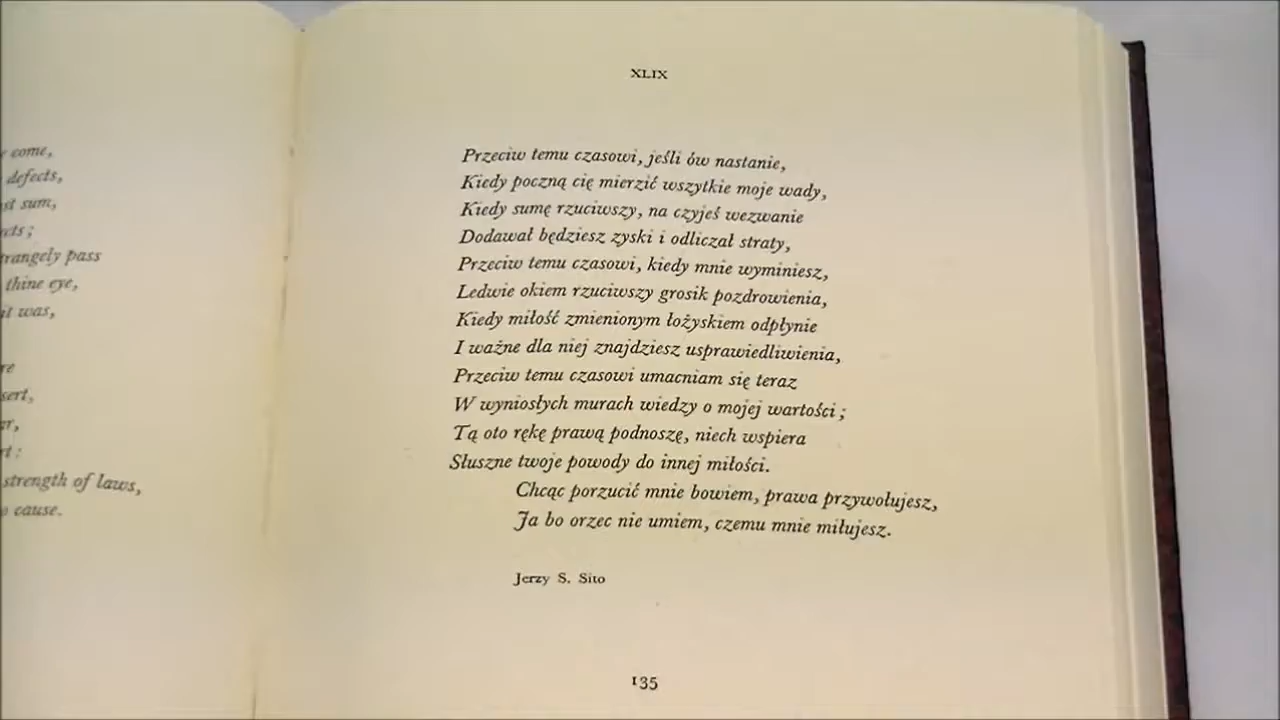 come,
defects,
sum,
rangely pass
thine eye,
it was,
strength of laws,
cause.
XLIX
Przeciw temu czasowi, jeśli ów nastanie,
Kiedy poczną cię mierzić wszytkie moje wady,
Kiedy sumę rzuciwszy, na czyjeś wezwanie
Dodawał będziesz zyski i odliczał straty,
Przeciw temu czasowi, kiedy mnie wyminiesz,
Ledwie okiem rzuciwszy grosik pozdrowienia,
Kiedy miłość zmienionym łożyskiem odpłynie
I ważne dla niej znajdziesz usprawiedliwienia,
Przeciw temu czasowi umacniam się teraz
W wyniosłych murach wiedzy o mojej wartości;
Tą oto rękę prawą podnoszę, niech wspiera
Słuszne twoje powody do innej miłości.
Chcąc porzucić mnie bowiem, prawa przywołujesz,
Ja bo orzec nie umiem, czemu mnie miłujesz.
Jerzy S. Sito
135